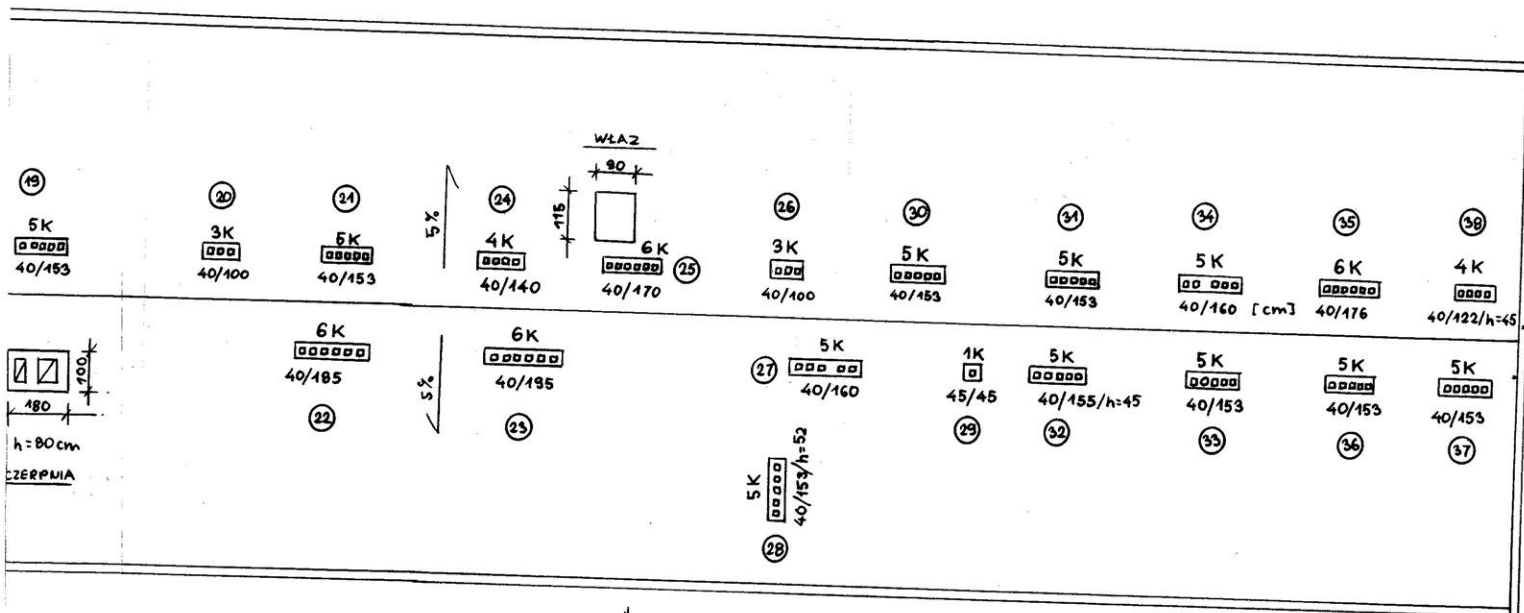 WŁAZ
90
115
19
5K
40/153
20
3K
40/100
21
5K
40/153
5%
24
4K
40/140
6K
40/170
25
26
3K
40/100
30
5K
40/153
31
5K
40/153
34
5K
40/160 [cm]
35
6K
40/176
38
4K
40/122/h=45
100
180
h=80cm
CZERPNIA
6K
40/185
22
5%
6K
40/195
23
27
5K
40/160
5K
40/153/h=52
28
1K
45/45
29
5K
40/155/h=45
32
5K
40/153
33
5K
40/153
36
5K
40/153
37